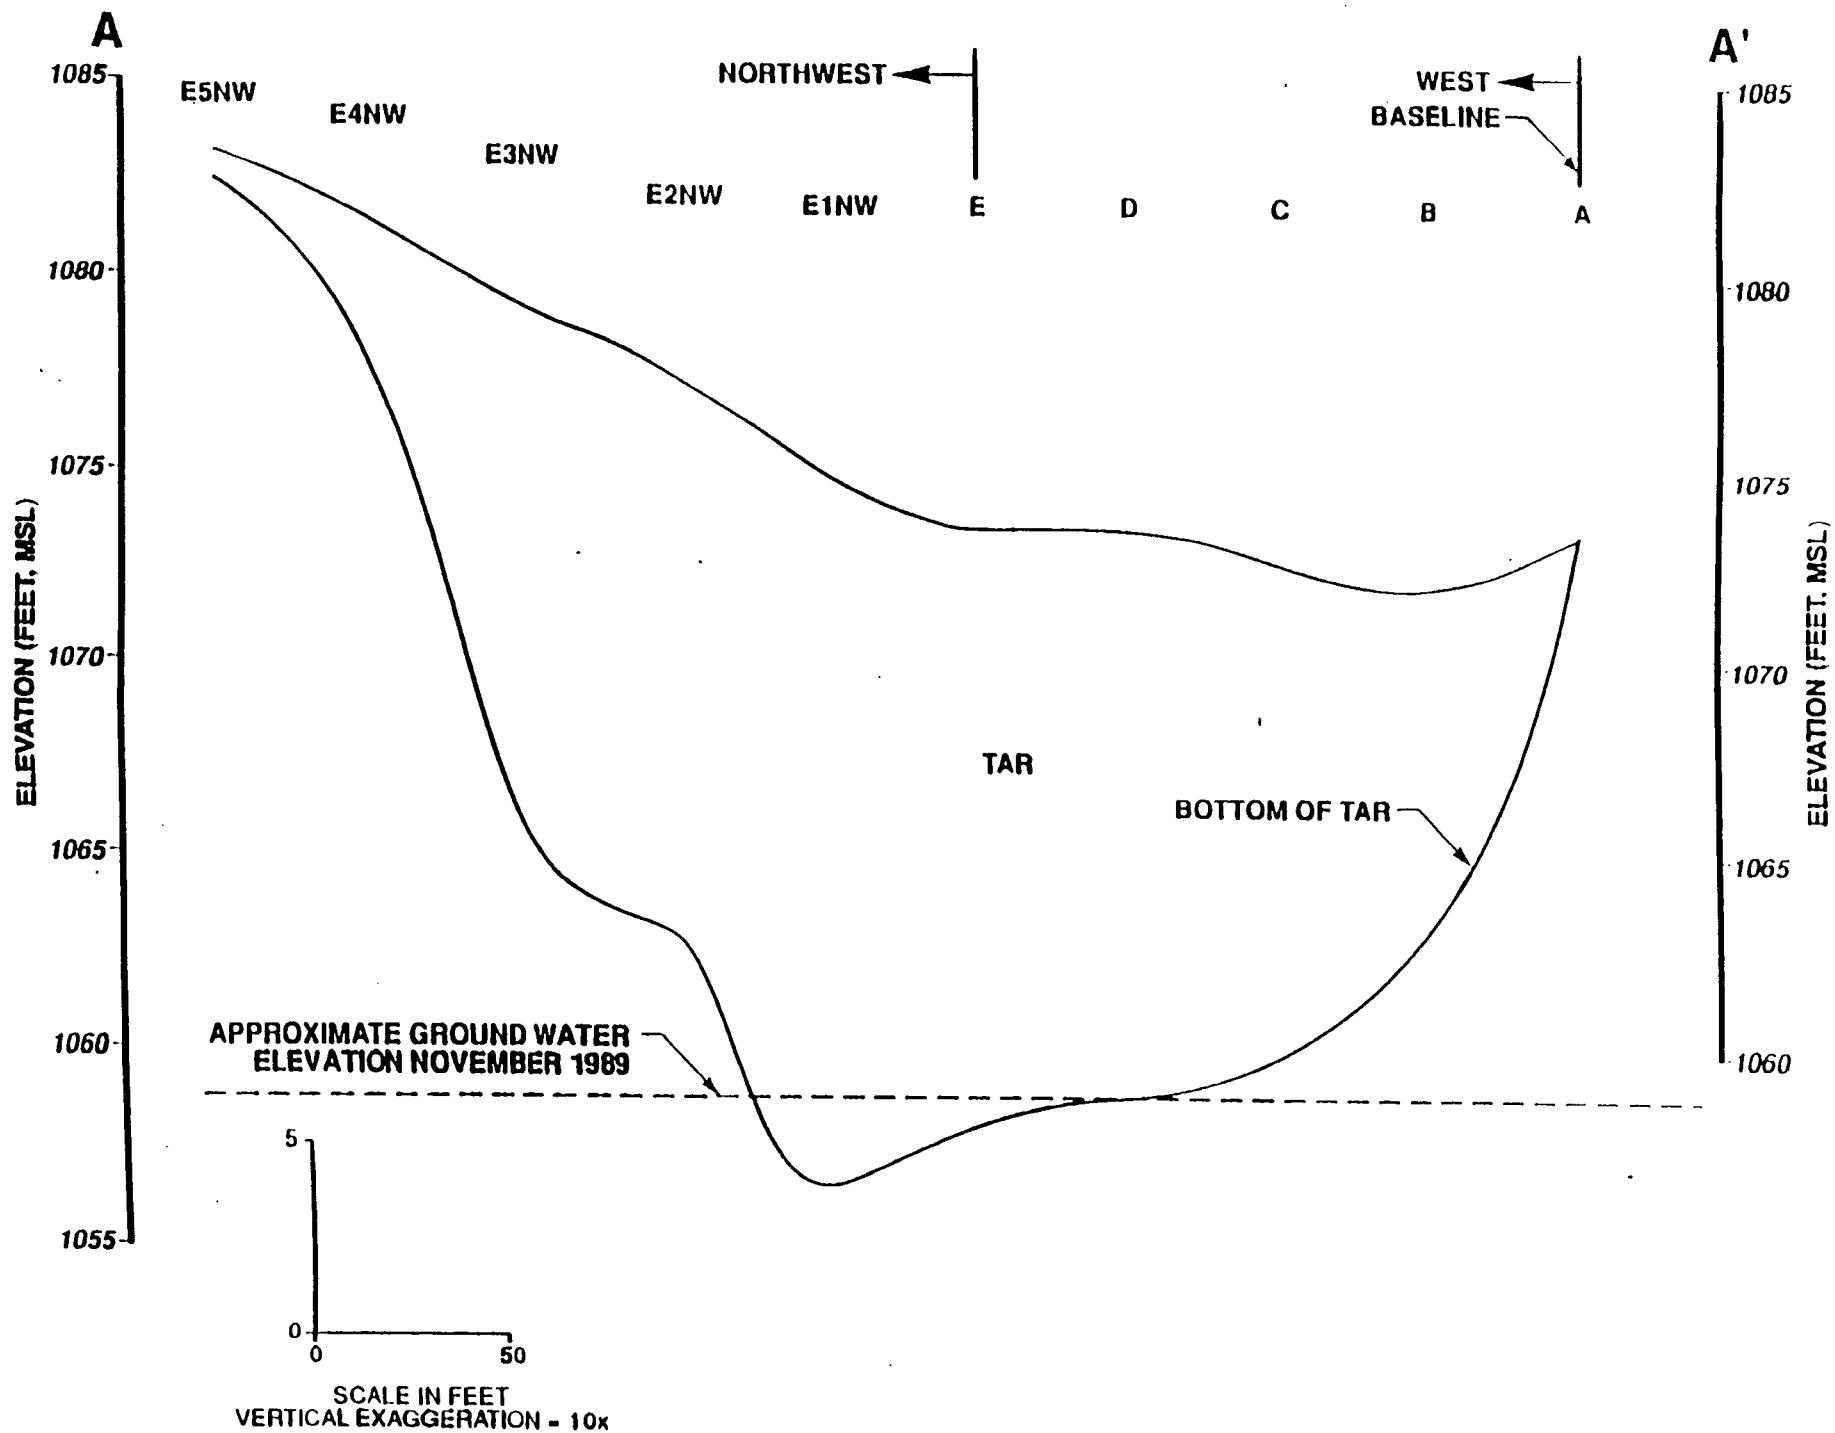 A
A'
1085
E5NW
E4NW
E3NW
E2NW
E1NW
NORTHWEST
E
D
C
B
A
WEST
BASELINE
1085
1080
1075
1070
1065
1060
1055
ELEVATION (FEET, MSL)
1080
1075
1070
1065
1060
ELEVATION (FEET, MSL)
TAR
BOTTOM OF TAR
APPROXIMATE GROUND WATER
ELEVATION NOVEMBER 1989
5
0
0
50
SCALE IN FEET
VERTICAL EXAGGERATION = 10x